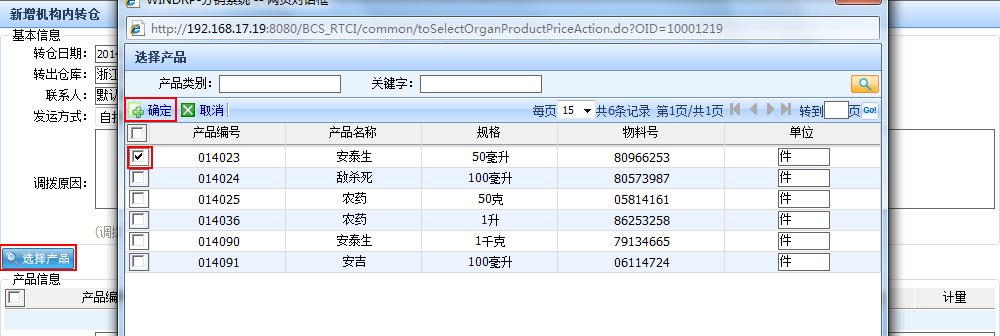 WINDRP-分销系统 -- 网页对话框
http://192.168.17.19:8080/BCS_RTCI/common/toSelectOrganProductPriceAction.do?OID=10001219
新增机构内转仓
基本信息
转仓日期: 201
转出仓库: 浙江
联系人: 默认
发运方式: 自
调拨原因:
(调拨
选择产品
产品信息
产品编
计量
选择产品
产品类别: 关键字:
确定 取消 每页 15 共6条记录 第1页/共1页 转到 页 Go!
产品编号 产品名称 规格 物料号 单位
014023 安泰生 50毫升 80966253 件
014024 敌杀死 100毫升 80573987 件
014025 农药 50克 05814161 件
014036 农药 1升 86253258 件
014090 安泰生 1千克 79134665 件
014091 安吉 100毫升 06114724 件